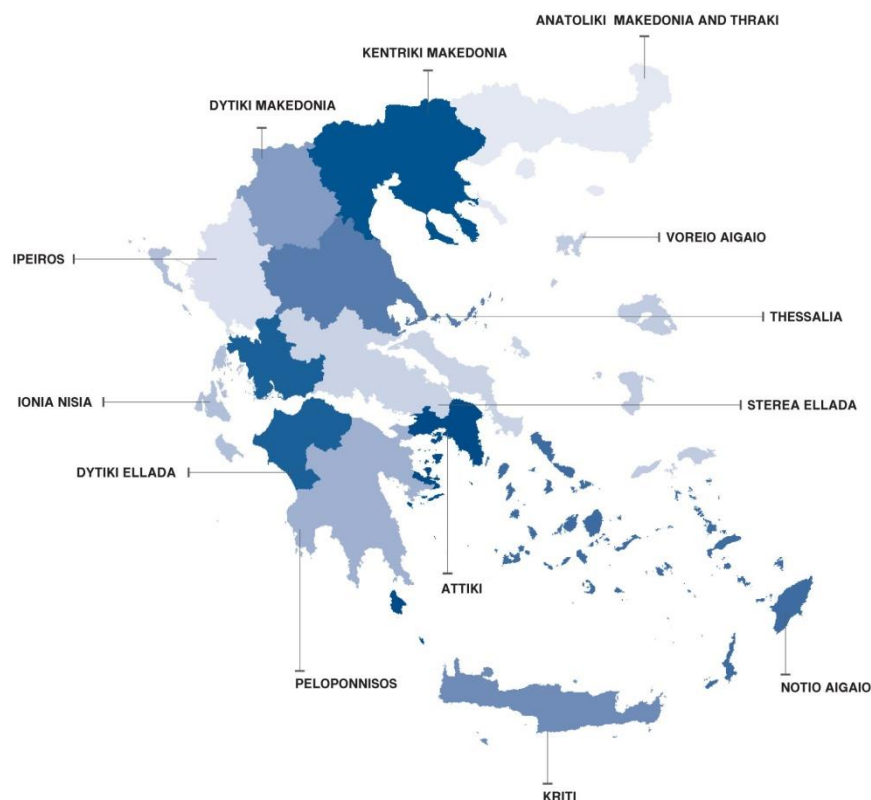 ANATOLIKI MAKEDONIA AND THRAKI
KENTRIKI MAKEDONIA
DYTIKI MAKEDONIA
VOREIO AIGAIO
IPEIROS
THESSALIA
IONIA NISIA
STEREA ELLADA
DYTIKI ELLADA
ATTIKI
PELOPONNISOS
NOTIO AIGAIO
KRITI